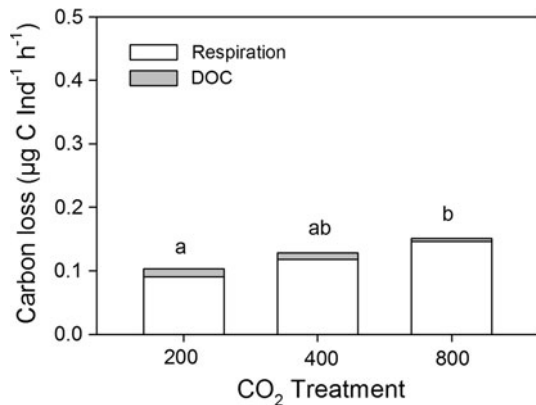 0.5
Respiration
DOC
0.4
0.3
0.2
0.1
0.0
Carbon loss (µg C Ind⁻¹ h⁻¹)
a
ab
b
200
400
800
CO₂ Treatment